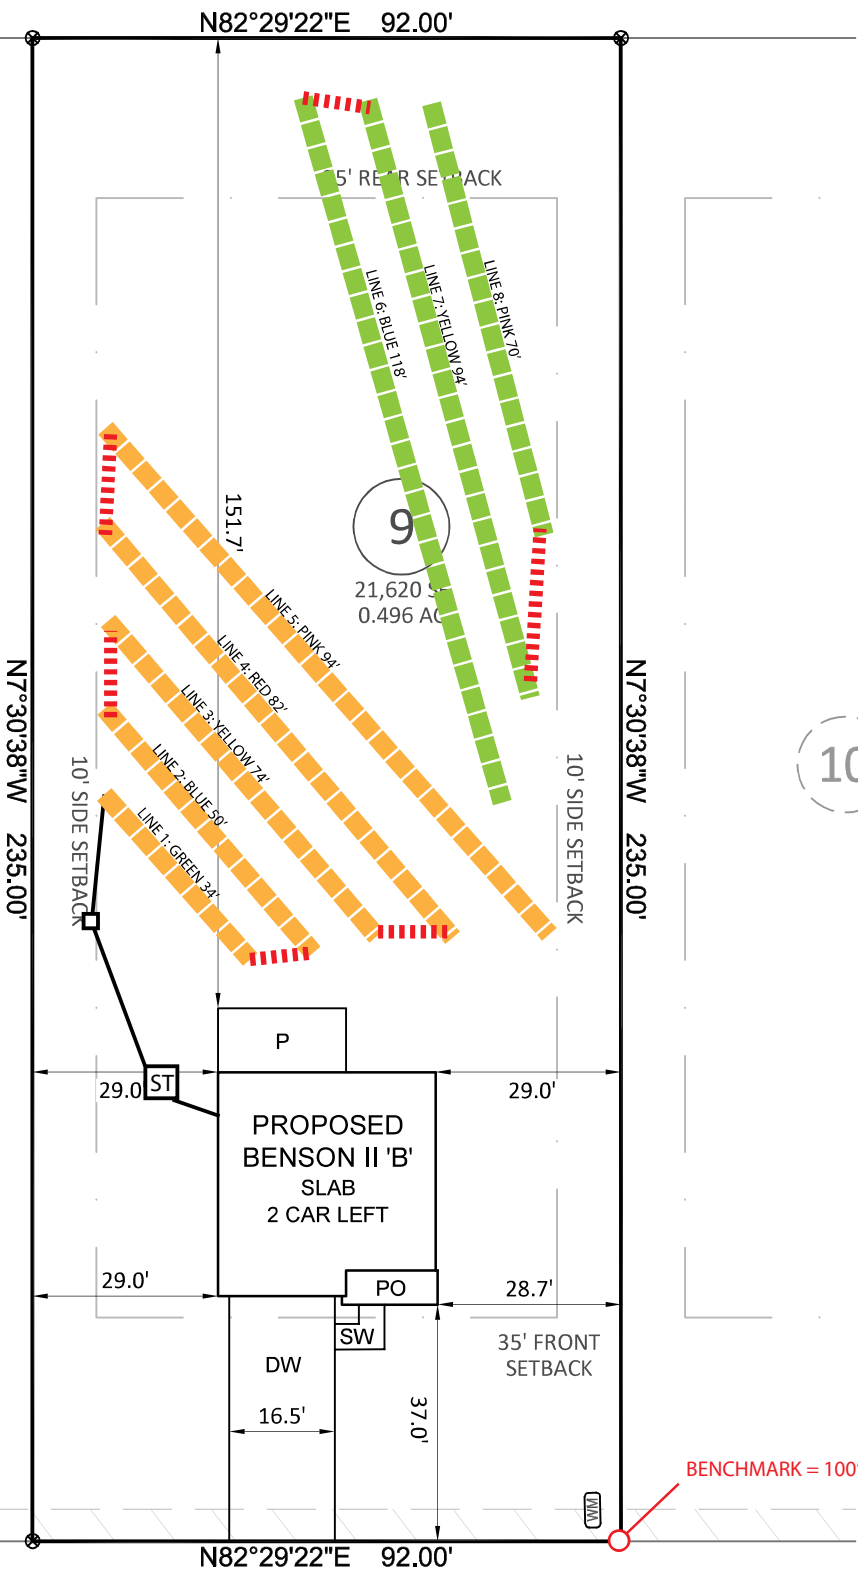 N82°29'22"E 92.00'
25' REAR SETBACK
LINE 6: BLUE 118'
LINE 7: YELLOW 94'
LINE 8: PINK 70'
151.7'
9
21,620 SF
0.496 AC
LINE 5: PINK 94'
LINE 4: RED 82'
LINE 3: YELLOW 74'
LINE 2: BLUE 50'
LINE 1: GREEN 34'
N7°30'38"W 235.00'
10' SIDE SETBACK
10' SIDE SETBACK
N7°30'38"W 235.00'
10
P
29.0'
ST
29.0'
PROPOSED
BENSON II 'B'
SLAB
2 CAR LEFT
29.0'
PO
28.7'
SW
35' FRONT
SETBACK
DW
16.5'
37.0'
BENCHMARK = 100'
WM
N82°29'22"E 92.00'